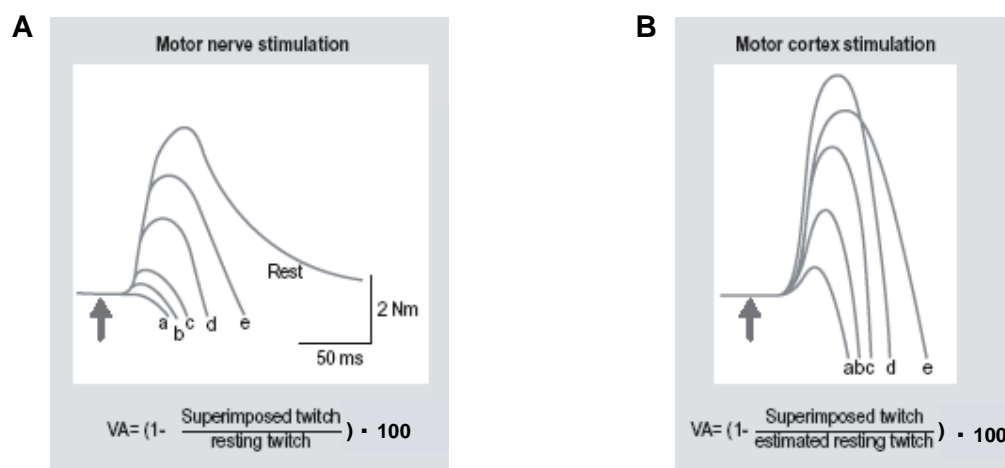 A
Motor nerve stimulation
Rest
a b c d e
2 Nm
50 ms
VA= (1- Superimposed twitch / resting twitch ) · 100
B
Motor cortex stimulation
abc d e
VA= (1- Superimposed twitch / estimated resting twitch ) · 100